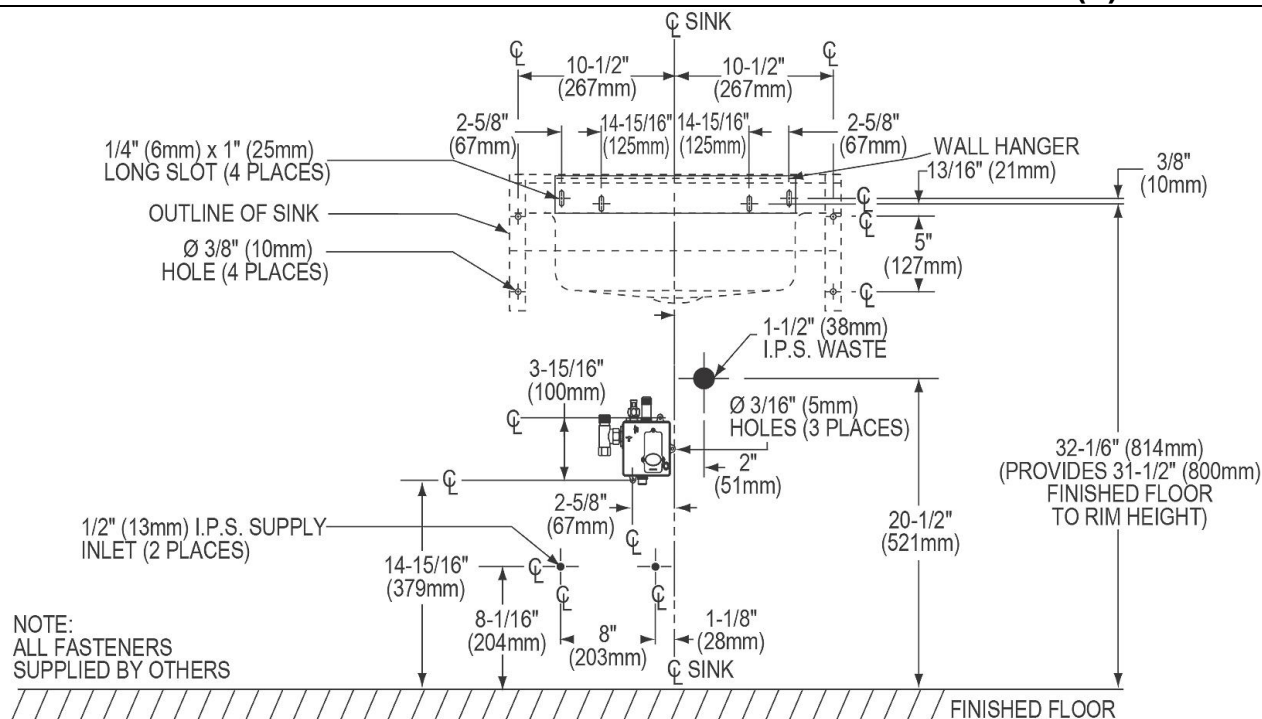 ℄ SINK
℄
℄
10-1/2"
(267mm)
10-1/2"
(267mm)
2-5/8"
(67mm)
14-15/16"
(125mm)
14-15/16"
(125mm)
2-5/8"
(67mm)
WALL HANGER
13/16" (21mm)
3/8"
(10mm)
1/4" (6mm) x 1" (25mm)
LONG SLOT (4 PLACES)
℄
℄
OUTLINE OF SINK
Ø 3/8" (10mm)
HOLE (4 PLACES)
5"
(127mm)
℄
1-1/2" (38mm)
I.P.S. WASTE
3-15/16"
(100mm)
℄
Ø 3/16" (5mm)
HOLES (3 PLACES)
32-1/6" (814mm)
(PROVIDES 31-1/2" (800mm)
FINISHED FLOOR
TO RIM HEIGHT)
2"
(51mm)
℄
2-5/8"
(67mm)
20-1/2"
(521mm)
1/2" (13mm) I.P.S. SUPPLY
INLET (2 PLACES)
℄
14-15/16"
(379mm)
℄
℄
℄
8-1/16"
(204mm)
8"
(203mm)
1-1/8"
(28mm)
NOTE:
ALL FASTENERS
SUPPLIED BY OTHERS
℄ SINK
FINISHED FLOOR